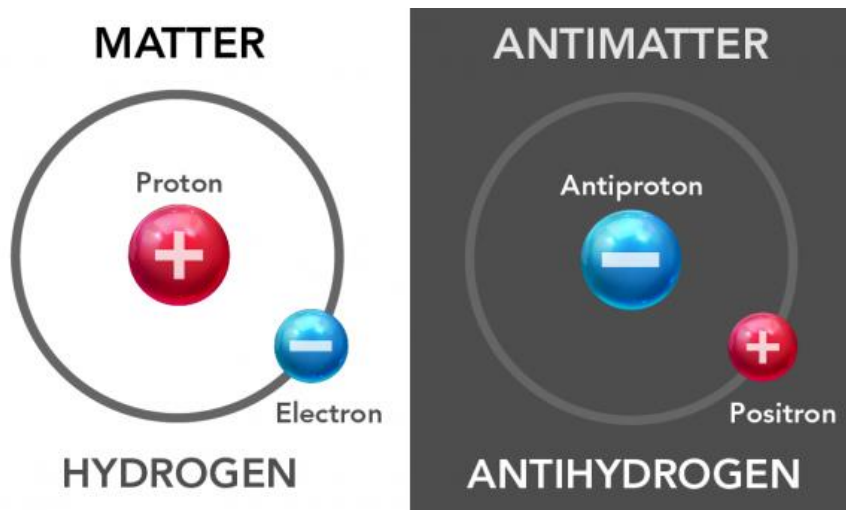 MATTER
Proton
+
−
Electron
HYDROGEN
ANTIMATTER
Antiproton
−
+
Positron
ANTIHYDROGEN